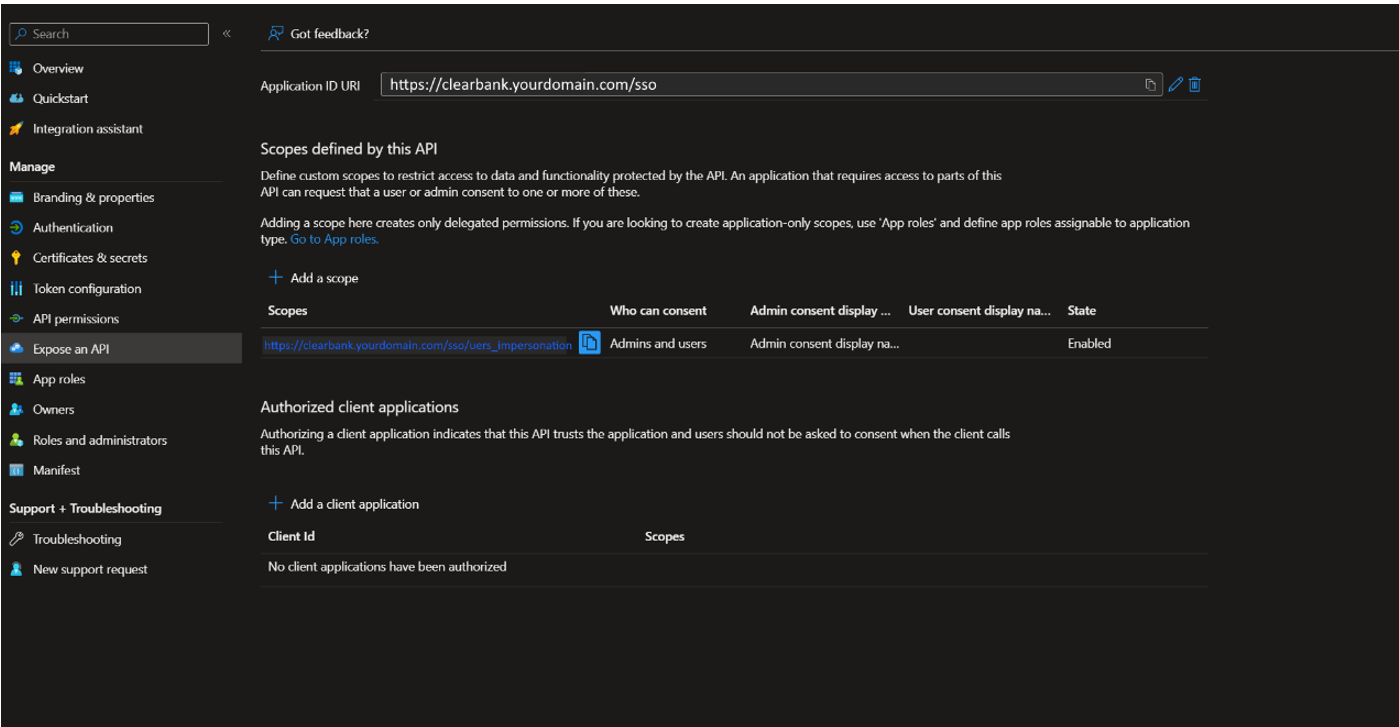 Search
«
Overview
Quickstart
Integration assistant
Manage
Branding & properties
Authentication
Certificates & secrets
Token configuration
API permissions
Expose an API
App roles
Owners
Roles and administrators
Manifest
Support + Troubleshooting
Troubleshooting
New support request
Got feedback?
Application ID URI https://clearbank.yourdomain.com/sso
Scopes defined by this API
Define custom scopes to restrict access to data and functionality protected by the API. An application that requires access to parts of this
API can request that a user or admin consent to one or more of these.
Adding a scope here creates only delegated permissions. If you are looking to create application-only scopes, use 'App roles' and define app roles assignable to application
type. Go to App roles.
+ Add a scope
Scopes Who can consent Admin consent display ... User consent display na... State
https://clearbank.yourdomain.com/sso/uers_impersonation Admins and users Admin consent display na... Enabled
Authorized client applications
Authorizing a client application indicates that this API trusts the application and users should not be asked to consent when the client calls
this API.
+ Add a client application
Client Id Scopes
No client applications have been authorized